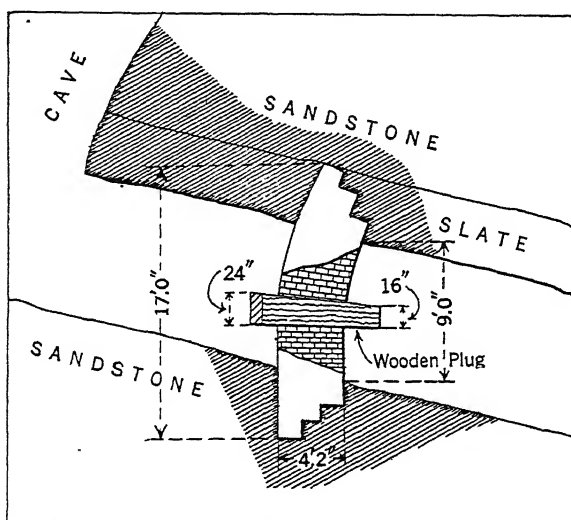 CAVE
SANDSTONE
SLATE
24"
16"
17'.0"
9'.0"
SANDSTONE
Wooden Plug
4'.2"